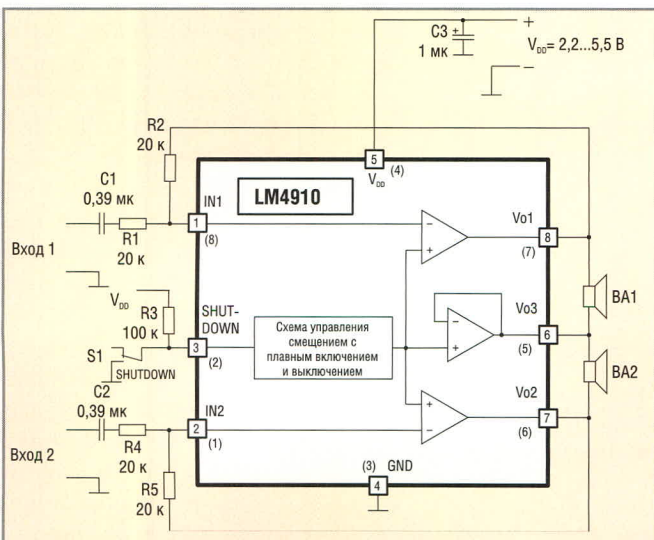 C3 +
1 мк
+
V_DD = 2,2...5,5 В
−
R2
20 к
5 (4)
V_DD
LM4910
C1
0,39 мк
IN1
1
(8)
R1
20 к
Вход 1
−
+
Vo1
8
(7)
BA1
V_DD
R3
100 к
SHUT-
DOWN
3
(2)
S1
SHUTDOWN
Схема управления
смещением с
плавным включением
и выключением
−
+
Vo3
6
(5)
BA2
C2
0,39 мк
IN2
2
(1)
R4
20 к
Вход 2
+
−
Vo2
7
(6)
R5
20 к
(3) GND
4